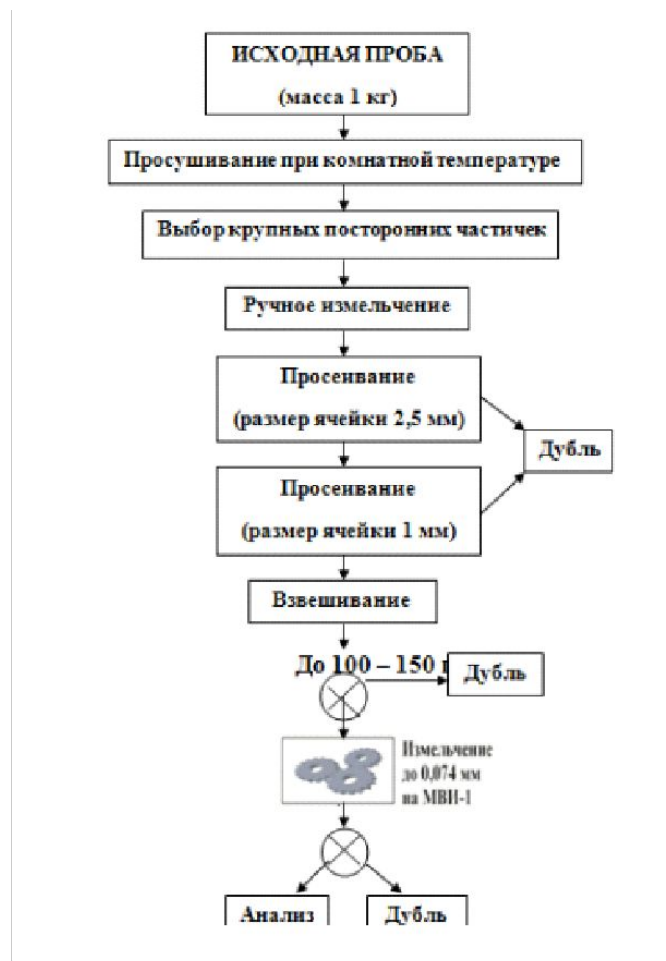 ИСХОДНАЯ ПРОБА
(масса 1 кг)
Просушивание при комнатной температуре
Выбор крупных посторонних частичек
Ручное измельчение
Просеивание
(размер ячейки 2,5 мм)
Дубль
Просеивание
(размер ячейки 1 мм)
Взвешивание
До 100 – 150 г
Дубль
Измельчение
до 0,074 мм
на МВИ-1
Анализ
Дубль